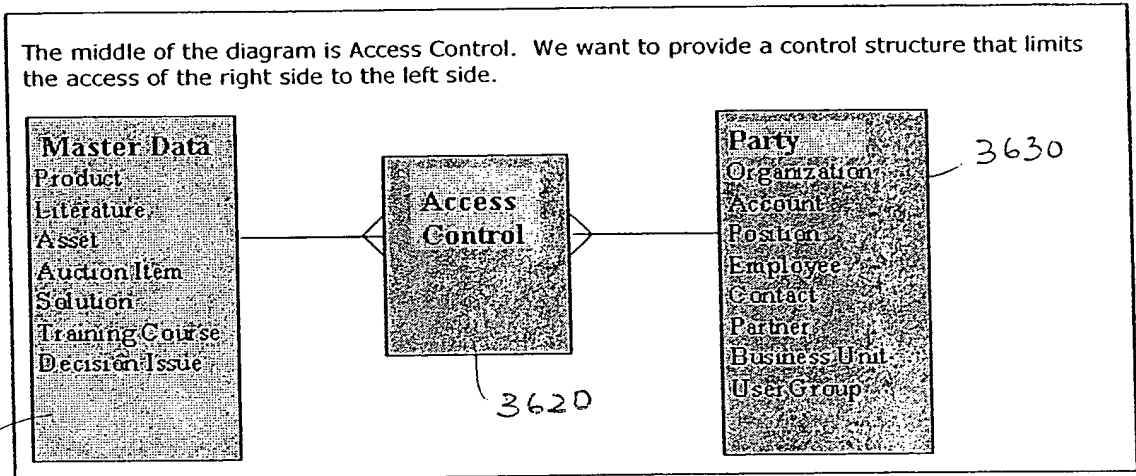 The middle of the diagram is Access Control. We want to provide a control structure that limits
the access of the right side to the left side.
Master Data
Product
Literature
Asset
Auction Item
Solution
Training Course
Decision Issue
Access
Control
3620
Party
Organization
Account
Position
Employee
Contact
Partner
Business Unit
User Group
3630